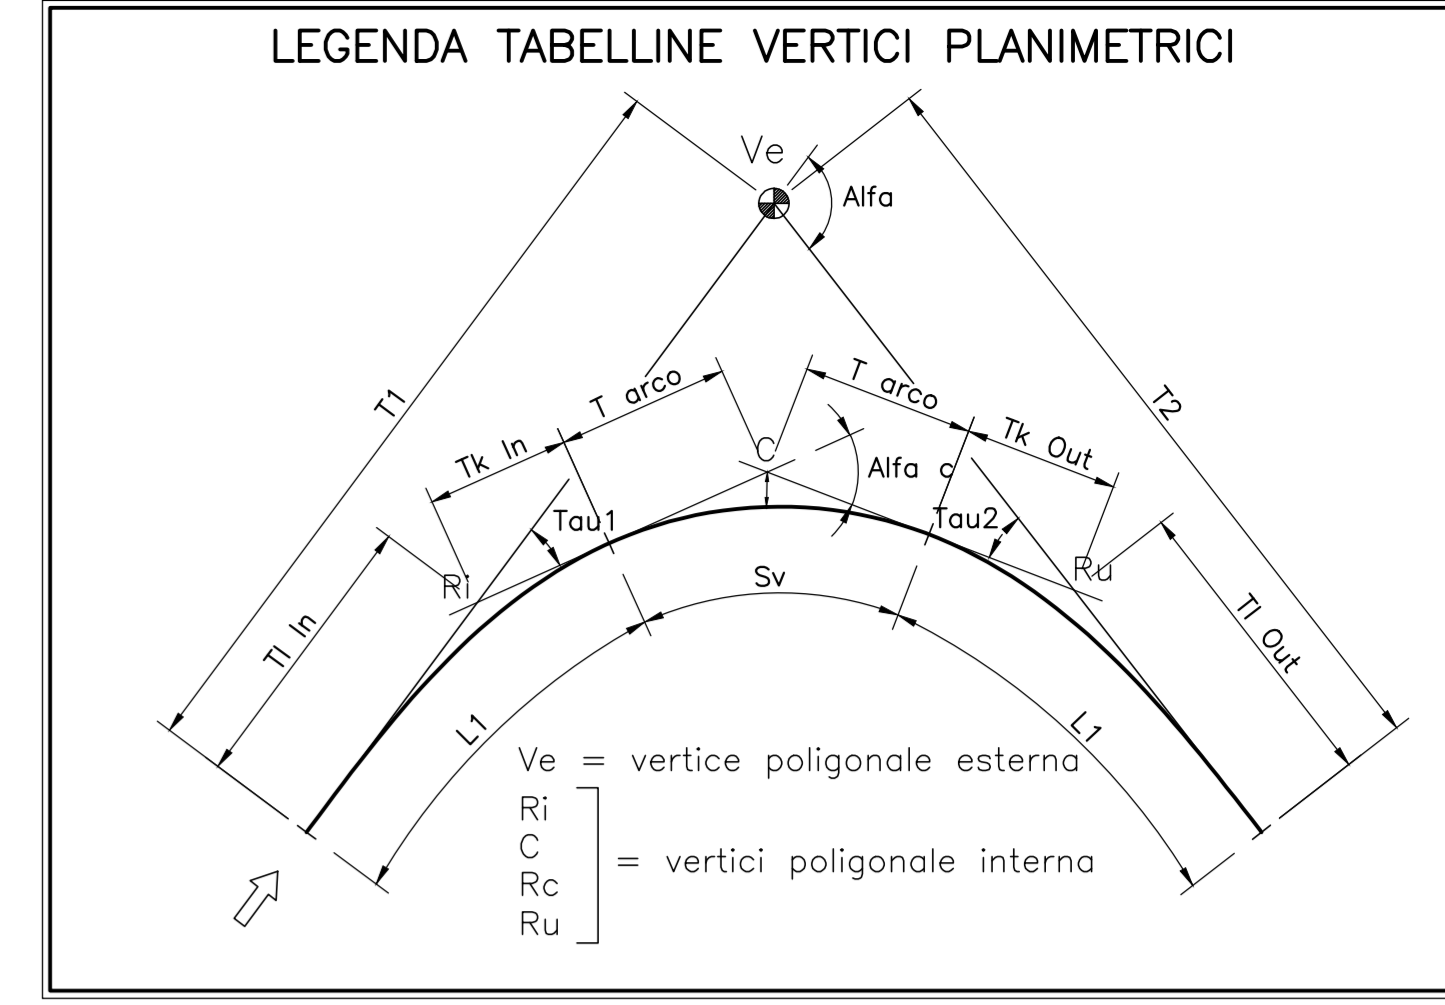 LEGENDA TABELLINE VERTICI PLANIMETRICI
Ve
Alfa
T1
T2
T arco
T arco
Tk In
Tk Out
C
Alfa c
Tau1
Tau2
Ri
Ru
Tl In
Tl Out
Sv
L1
L1
Ve = vertice poligonale esterna
Ri
C
= vertici poligonale interna
Rc
Ru